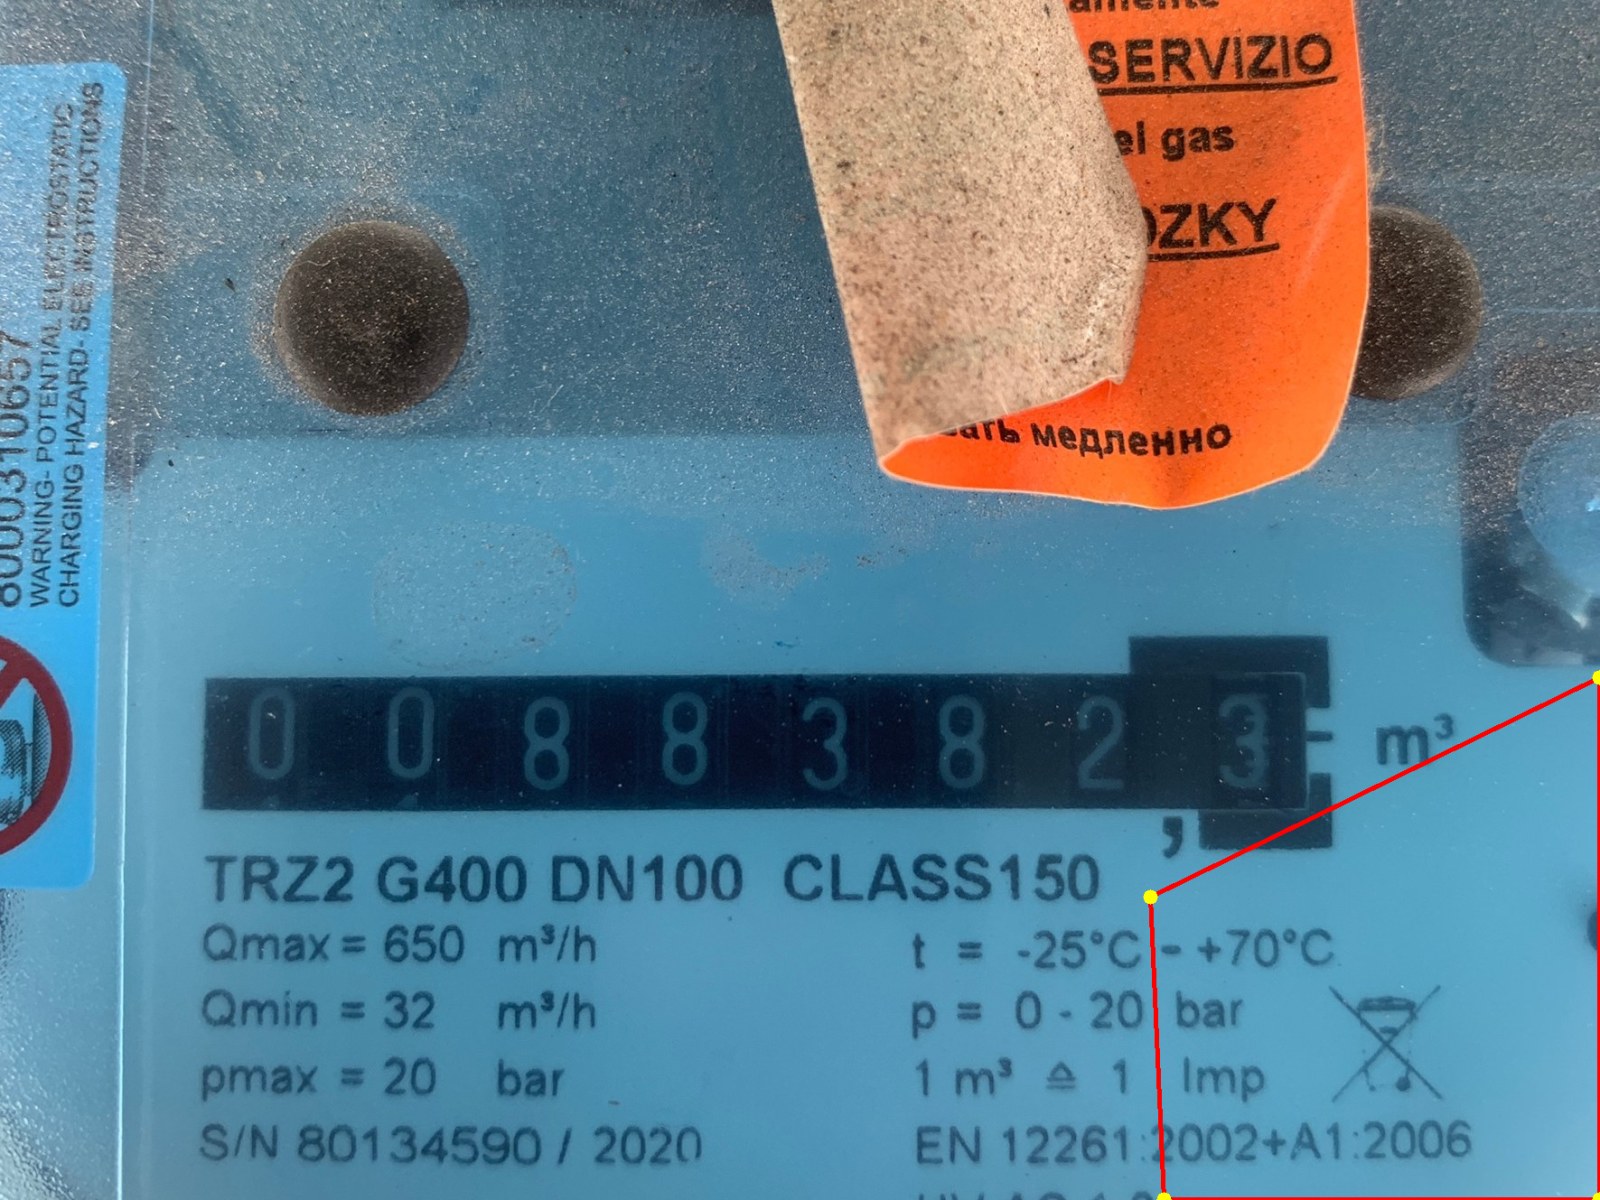 SERVIZIO
el gas
OZKY
медленно
80003106
WARNING- POTENTIAL ELECTROSTATIC
CHARGING HAZARD- SEE INSTRUCTIONS
0 0 8 8 3 8 2 3 m³
,
TRZ2 G400 DN100 CLASS150
Qmax = 650 m³/h
t = -25°C - +70°C
Qmin = 32 m³/h
p = 0 - 20 bar
pmax = 20 bar
1 m³ ≙ 1 Imp
S/N 80134590 / 2020
EN 12261:2002+A1:2006